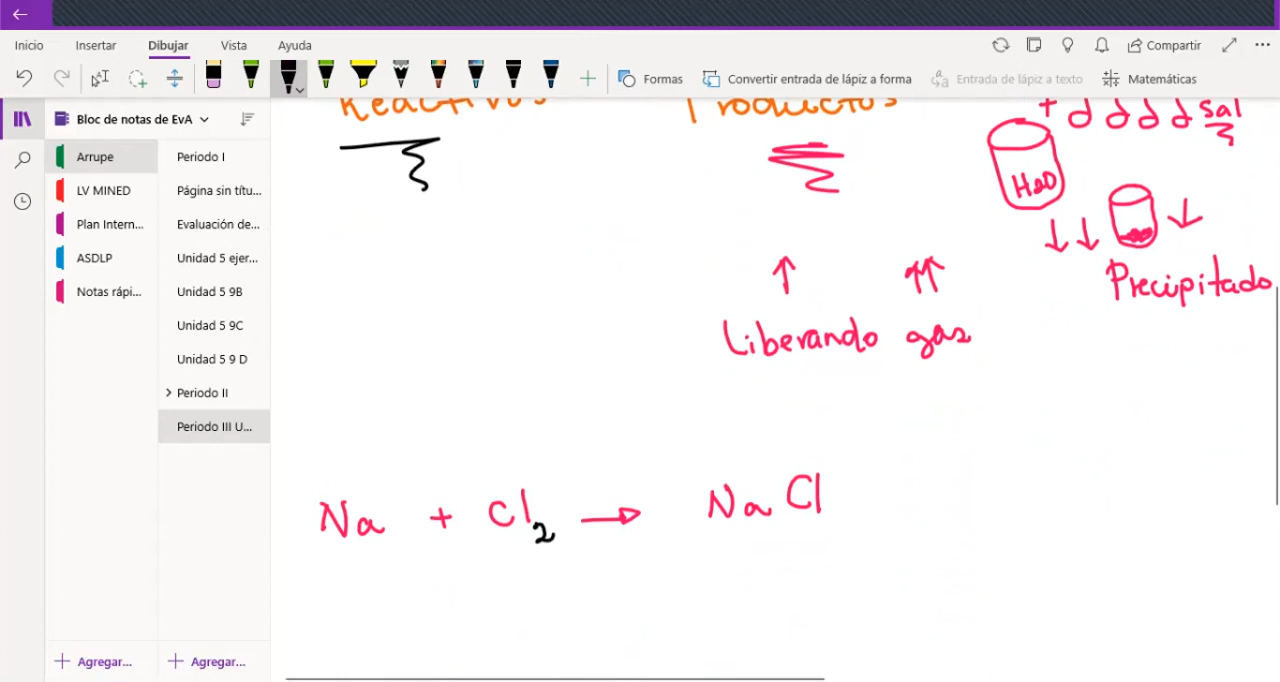 Inicio Insertar Dibujar Vista Ayuda
Compartir
Formas Convertir entrada de lápiz a forma Entrada de lápiz a texto Matemáticas
Bloc de notas de EvA
Arrupe
LV MINED
Plan Intern...
ASDLP
Notas rápi...
Periodo I
Página sin títu...
Evaluación de...
Unidad 5 ejer...
Unidad 5 9B
Unidad 5 9C
Unidad 5 9 D
Periodo II
Periodo III U...
Agregar... Agregar...
Reactivos Productos
+ d d d d Sal
H2O
Precipitado
Liberando gas
Na + Cl₂ → NaCl